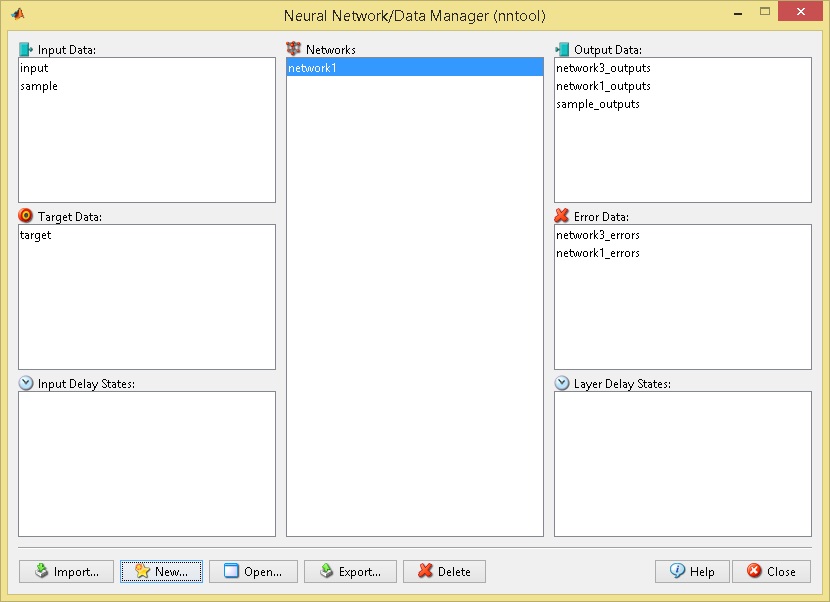 Neural Network/Data Manager (nntool)
Input Data:
input
sample
Networks
network1
Output Data:
network3_outputs
network1_outputs
sample_outputs
Target Data:
target
Error Data:
network3_errors
network1_errors
Input Delay States:
Layer Delay States:
Import...
New...
Open...
Export...
Delete
Help
Close